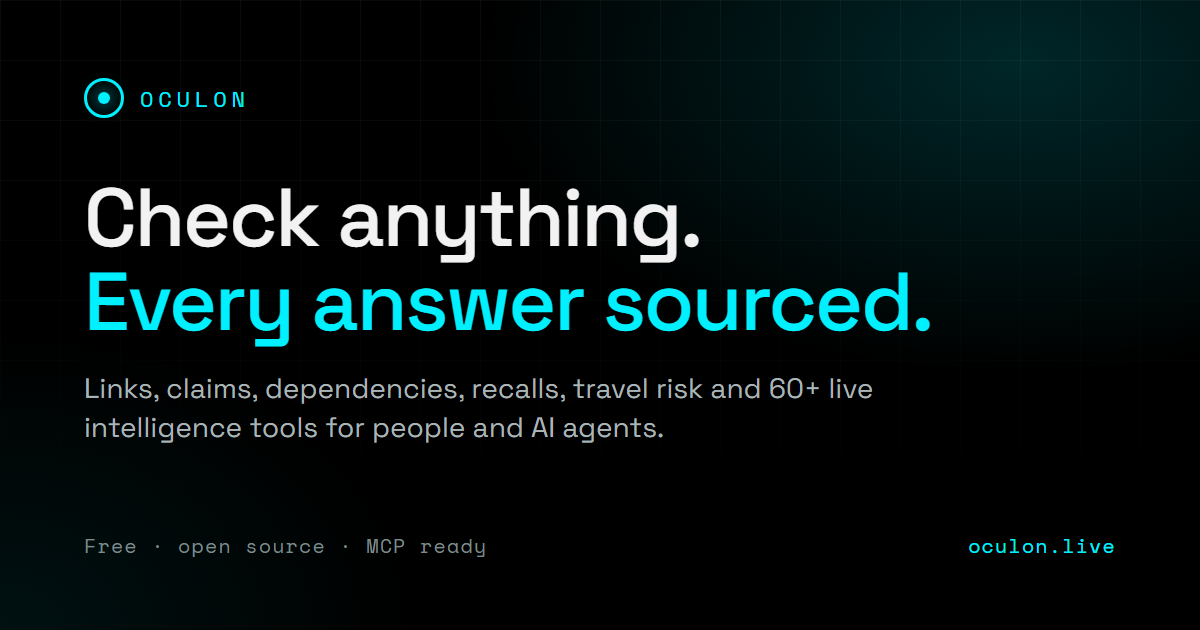 OCULON
Check anything.
Every answer sourced.
Links, claims, dependencies, recalls, travel risk and 60+ live
intelligence tools for people and AI agents.
Free · open source · MCP ready
oculon.live